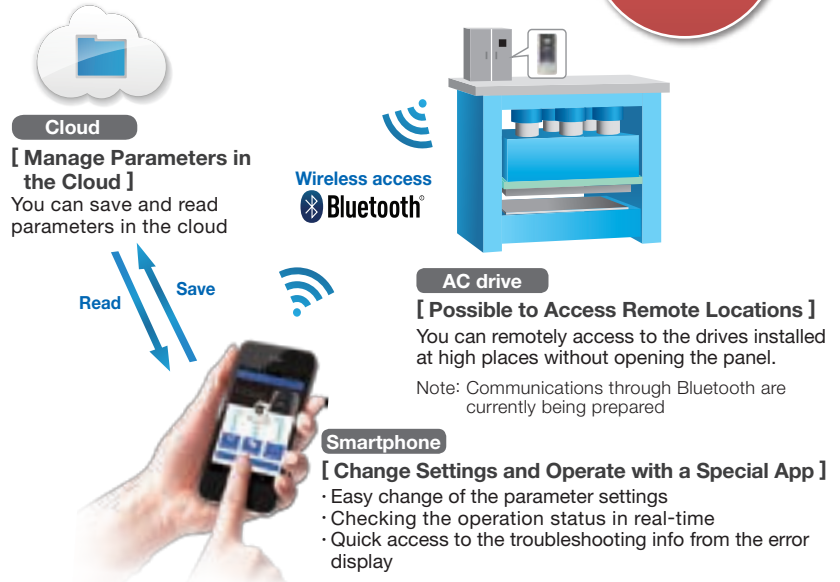 Cloud
[ Manage Parameters in
the Cloud ]
You can save and read
parameters in the cloud
Wireless access
Bluetooth®
Read
Save
AC drive
[ Possible to Access Remote Locations ]
You can remotely access to the drives installed
at high places without opening the panel.
Note: Communications through Bluetooth are
currently being prepared
Smartphone
[ Change Settings and Operate with a Special App ]
· Easy change of the parameter settings
· Checking the operation status in real-time
· Quick access to the troubleshooting info from the error
display